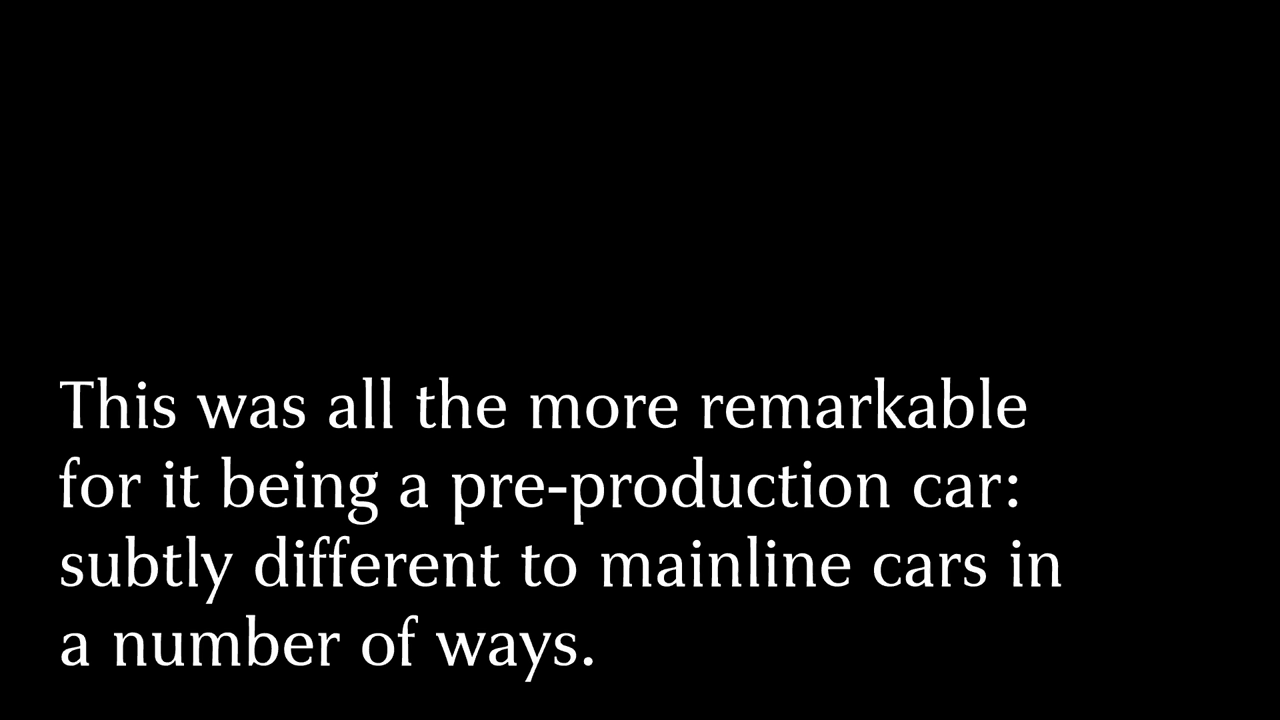 This was all the more remarkable
for it being a pre-production car:
subtly different to mainline cars in
a number of ways.